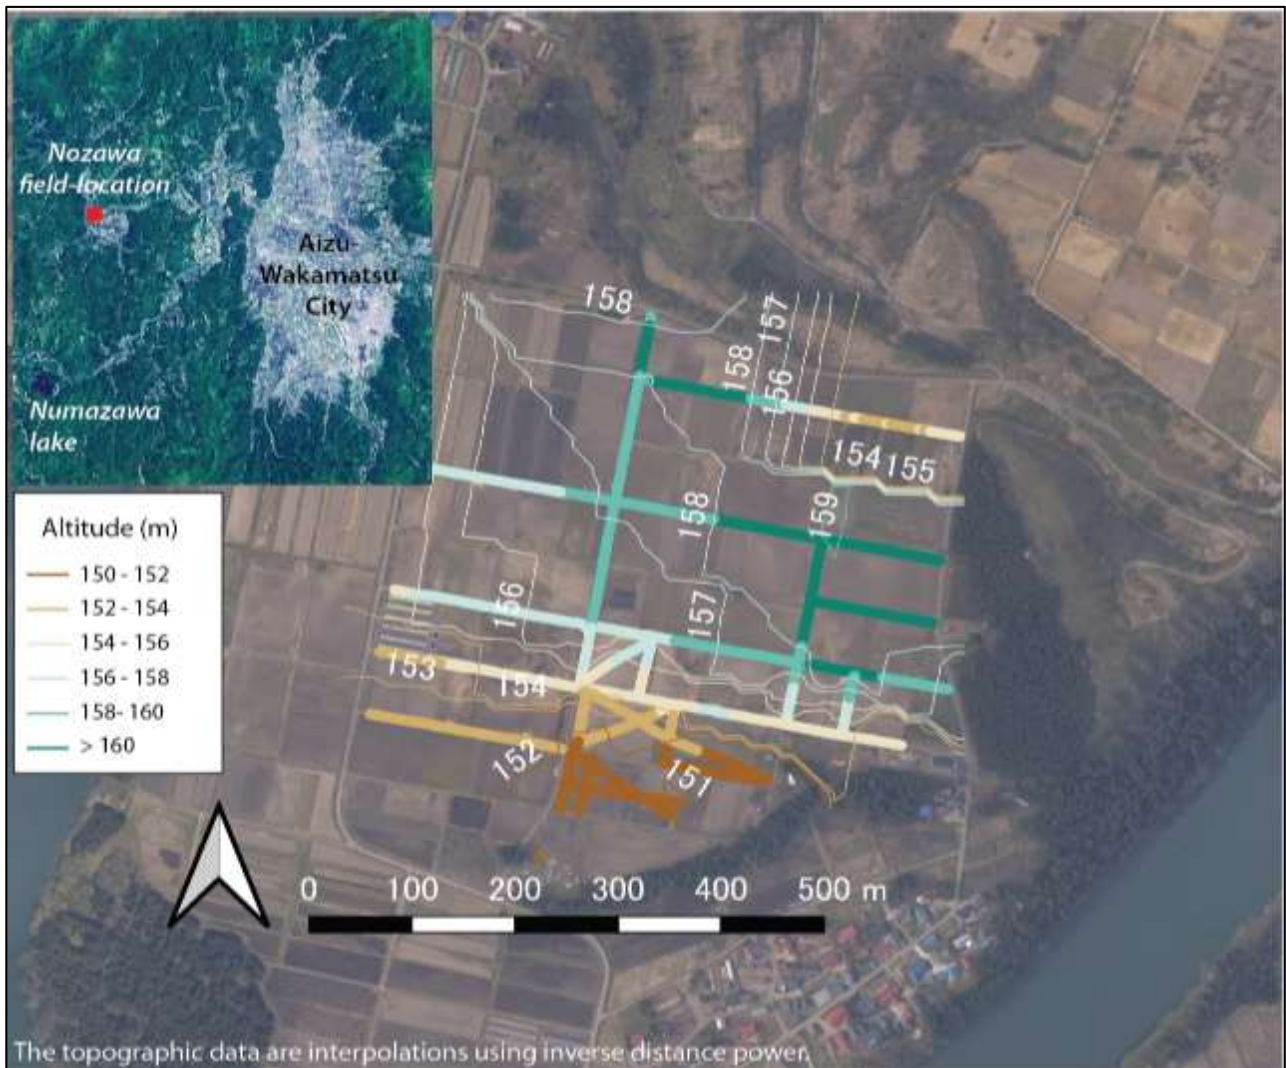 Nozawa
field-location
Aizu-
Wakamatsu
City
Numazawa
lake
Altitude (m)
150 - 152
152 - 154
154 - 156
156 - 158
158- 160
> 160
158
157
158
156
154
155
158
159
156
157
153
154
152
151
0 100 200 300 400 500 m
The topographic data are interpolations using inverse distance power.